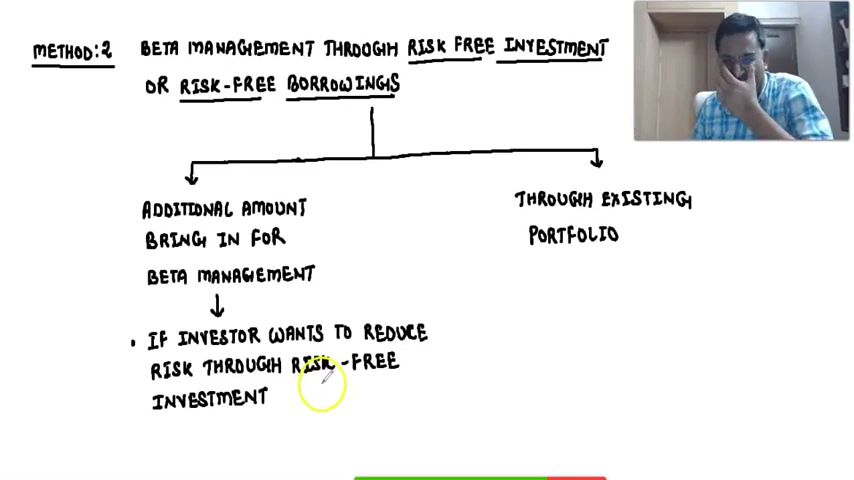 METHOD:2 BETA MANAGEMENT THROUGH RISK FREE INVESTMENT
OR RISK-FREE BORROWINGS
ADDITIONAL AMOUNT
BRING IN FOR
BETA MANAGEMENT
• IF INVESTOR WANTS TO REDUCE
RISK THROUGH RISK-FREE
INVESTMENT
THROUGH EXISTING
PORTFOLIO